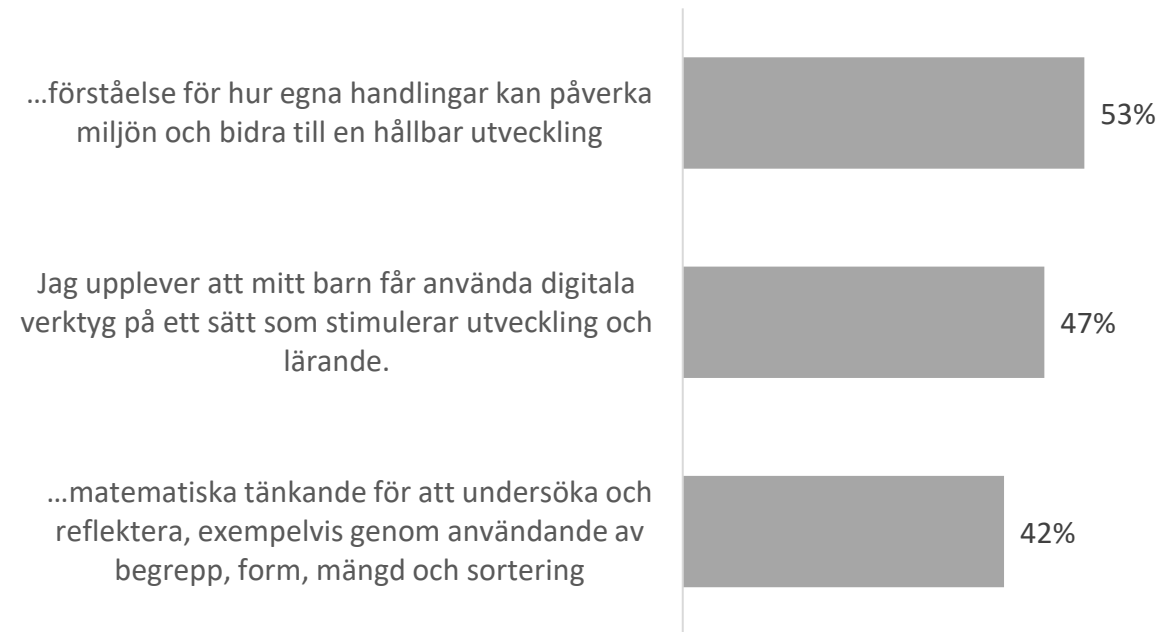 …förståelse för hur egna handlingar kan påverka
miljön och bidra till en hållbar utveckling
53%
Jag upplever att mitt barn får använda digitala
verktyg på ett sätt som stimulerar utveckling och
lärande.
47%
…matematiska tänkande för att undersöka och
reflektera, exempelvis genom användande av
begrepp, form, mängd och sortering
42%